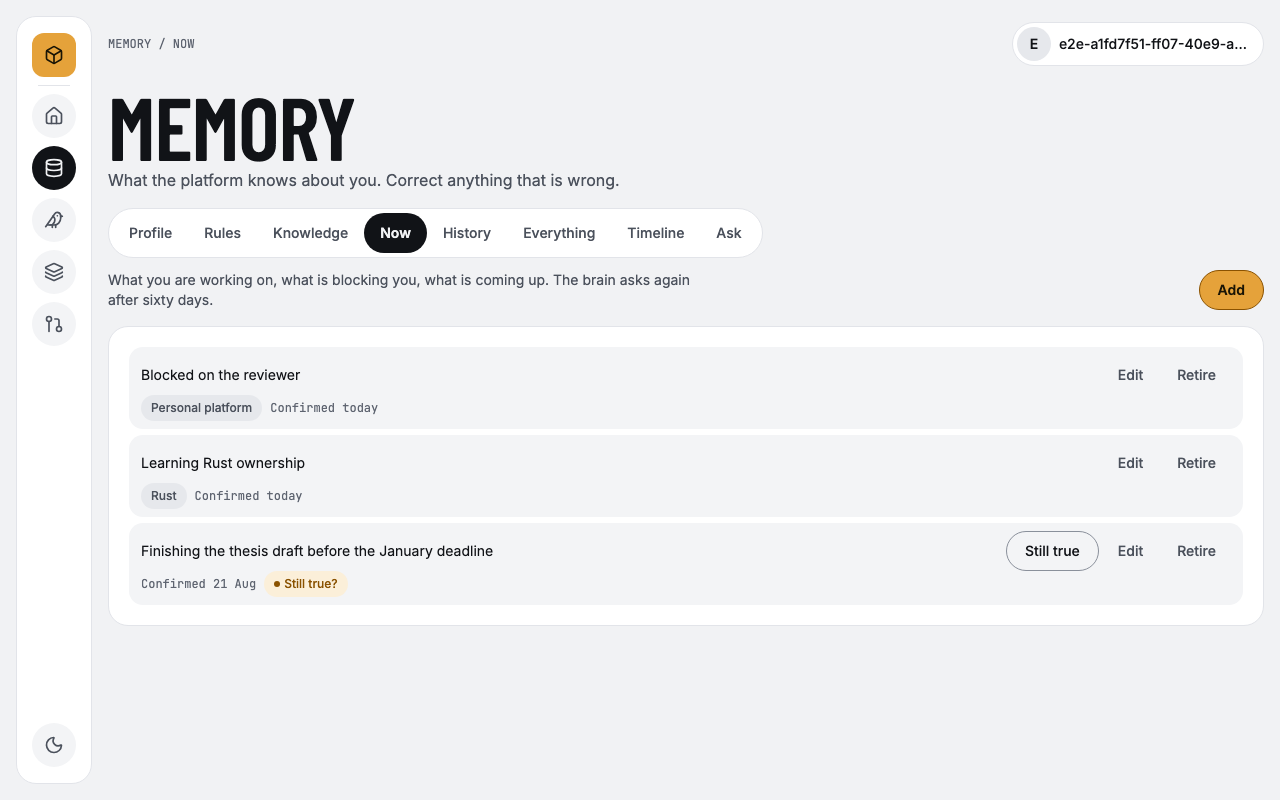 MEMORY / NOW
E
e2e-a1fd7f51-ff07-40e9-a...
MEMORY
What the platform knows about you. Correct anything that is wrong.
Profile
Rules
Knowledge
Now
History
Everything
Timeline
Ask
What you are working on, what is blocking you, what is coming up. The brain asks again
after sixty days.
Add
Blocked on the reviewer
Edit
Retire
Personal platform
Confirmed today
Learning Rust ownership
Edit
Retire
Rust
Confirmed today
Finishing the thesis draft before the January deadline
Still true
Edit
Retire
Confirmed 21 Aug
Still true?